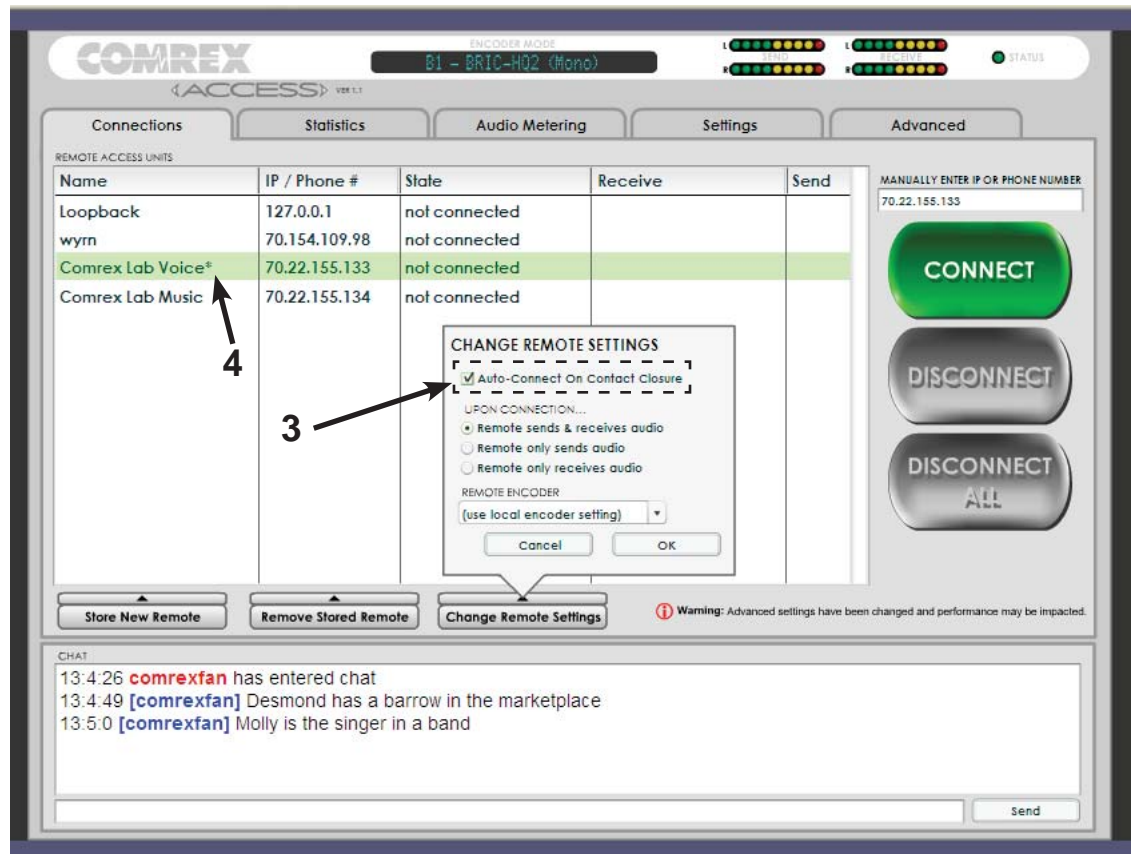 COMREX
ACCESS VER 1.1
ENCODER MODE
B1 - BRIC-HQ2 (Mono)
L R SEND
L R RECEIVE
STATUS
Connections Statistics Audio Metering Settings Advanced
REMOTE ACCESS UNITS
Name IP / Phone # State Receive Send
Loopback 127.0.0.1 not connected
wyrn 70.154.109.98 not connected
Comrex Lab Voice* 70.22.155.133 not connected
Comrex Lab Music 70.22.155.134 not connected
MANUALLY ENTER IP OR PHONE NUMBER
70.22.155.133
CONNECT
DISCONNECT
DISCONNECT
ALL
4
3
CHANGE REMOTE SETTINGS
Auto-Connect On Contact Closure
UPON CONNECTION...
Remote sends & receives audio
Remote only sends audio
Remote only receives audio
REMOTE ENCODER
(use local encoder setting)
Cancel OK
Store New Remote Remove Stored Remote Change Remote Settings
Warning: Advanced settings have been changed and performance may be impacted.
CHAT
13:4:26 comrexfan has entered chat
13:4:49 [comrexfan] Desmond has a barrow in the marketplace
13:5:0 [comrexfan] Molly is the singer in a band
Send